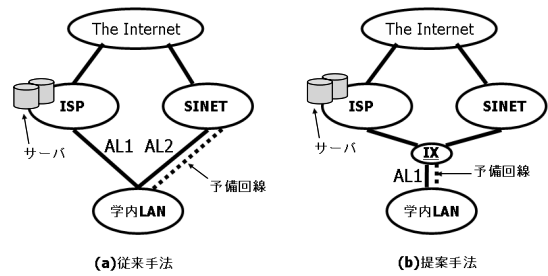 The Internet
ISP
SINET
サーバ
AL1
AL2
予備回線
学内LAN
(a)従来手法
The Internet
ISP
SINET
サーバ
IX
AL1
予備回線
学内LAN
(b)提案手法